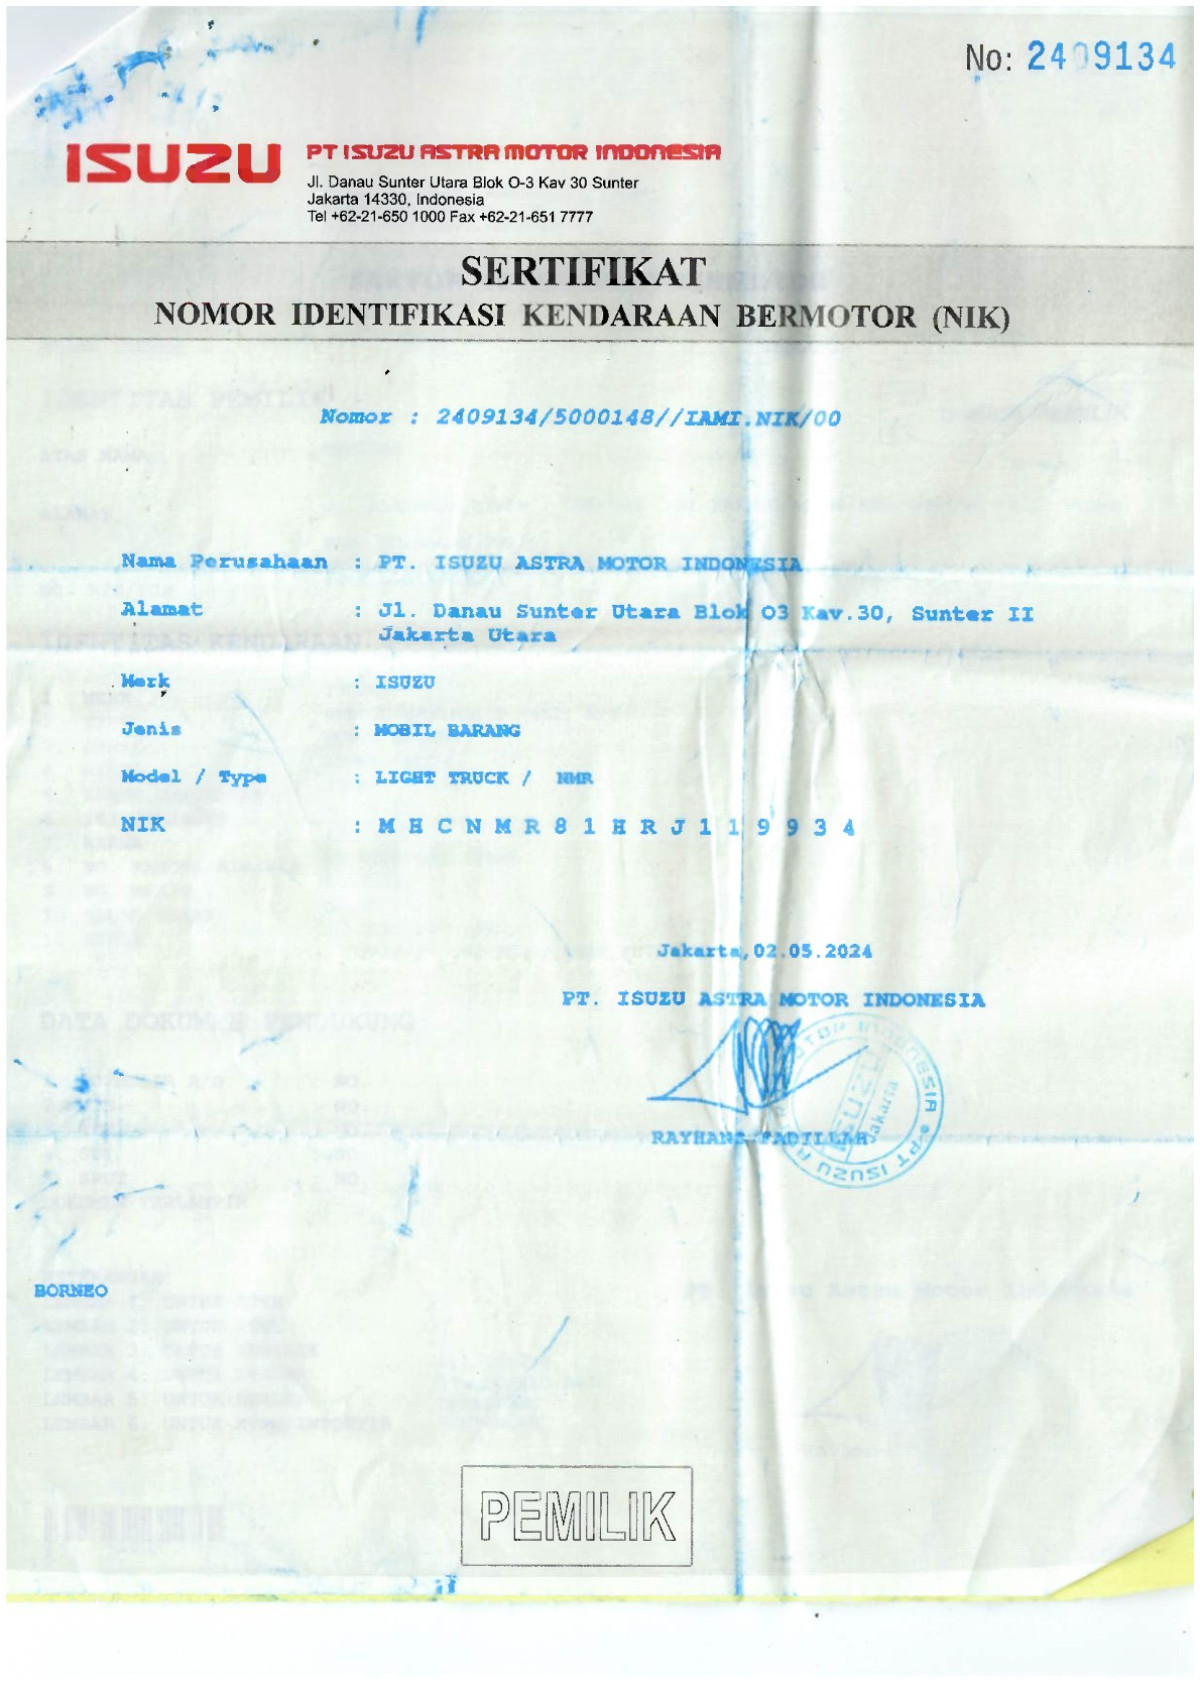 No: 2409134
ISUZU
PT ISUZU ASTRA MOTOR INDONESIA
Jl. Danau Sunter Utara Blok O-3 Kav 30 Sunter
Jakarta 14330, Indonesia
Tel +62-21-650 1000 Fax +62-21-651 7777
SERTIFIKAT
NOMOR IDENTIFIKASI KENDARAAN BERMOTOR (NIK)
Nomor : 2409134/5000148//IAMI.NIK/00
Nama Perusahaan : PT. ISUZU ASTRA MOTOR INDONESIA
Alamat : Jl. Danau Sunter Utara Blok O3 Kav.30, Sunter II
Jakarta Utara
Merk : ISUZU
Jenis : MOBIL BARANG
Model / Type : LIGHT TRUCK / NMR
NIK : M H C N M R 8 1 H R J 1 1 9 9 3 4
Jakarta,02.05.2024
PT. ISUZU ASTRA MOTOR INDONESIA
RAYHANS FADILLAH
BORNEO
PEMILIK